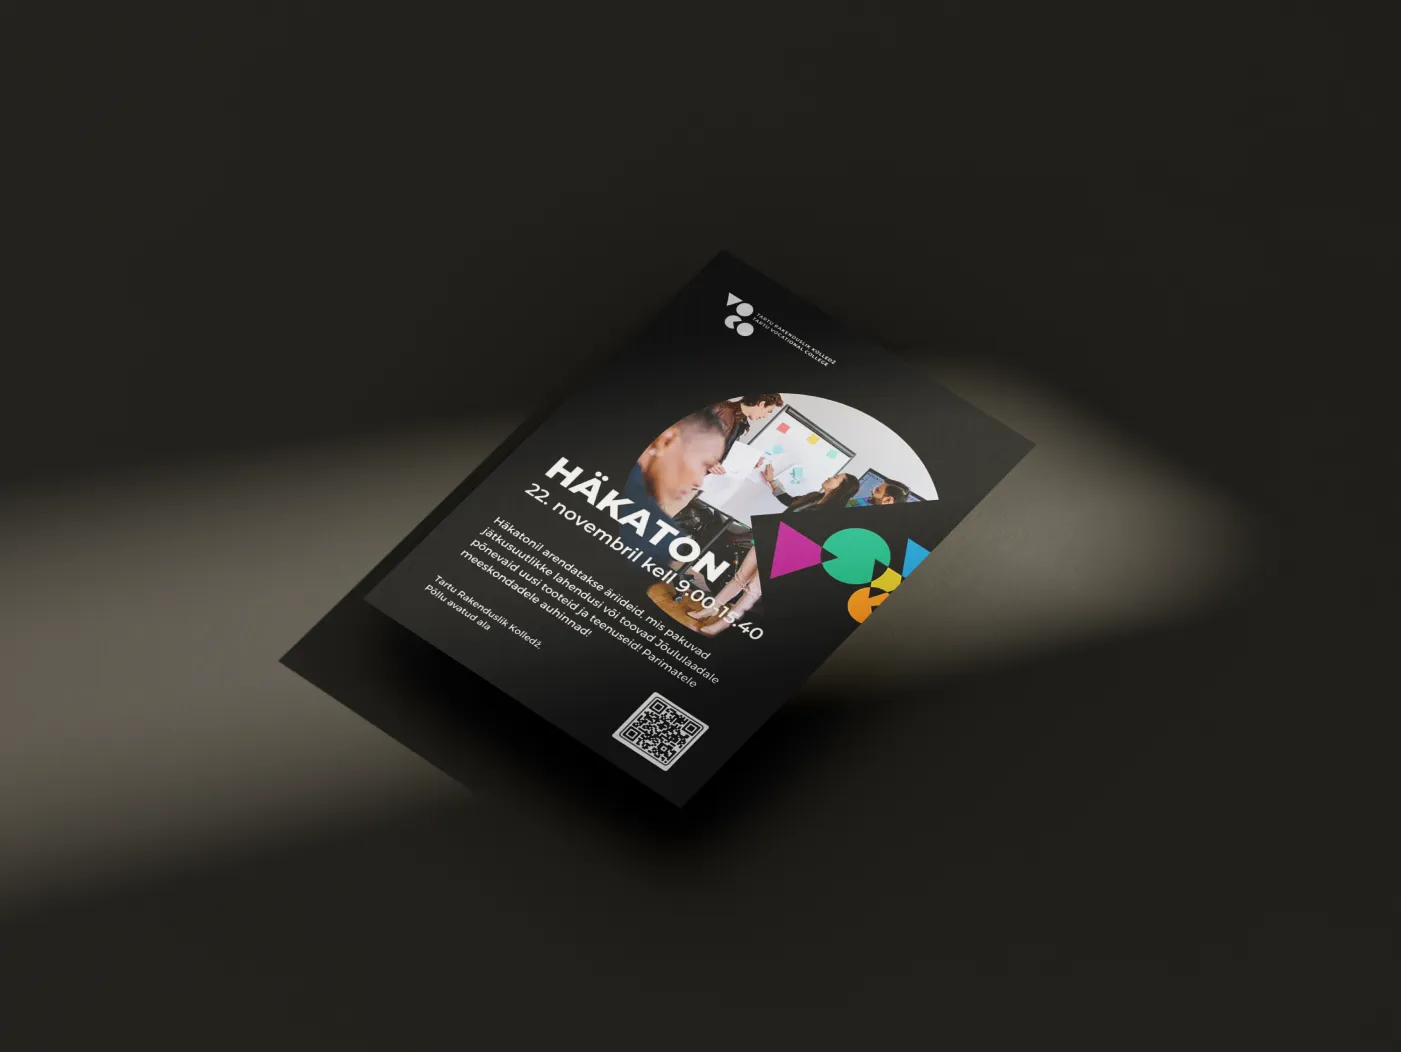 VOCO
TARTU RAKENDUSLIK KOLLEDŽ
TARTU VOCATIONAL COLLEGE
HÄKATON
22. novembril kell 9.00-15.40
Häkatonil arendatakse äriideid, mis pakuvad
jätkusuutlikke lahendusi või toovad Jõululaadale
põnevaid uusi tooteid ja teenuseid! Parimatele
meeskondadele auhinnad!
Tartu Rakenduslik Kolledž,
Põllu avatud ala